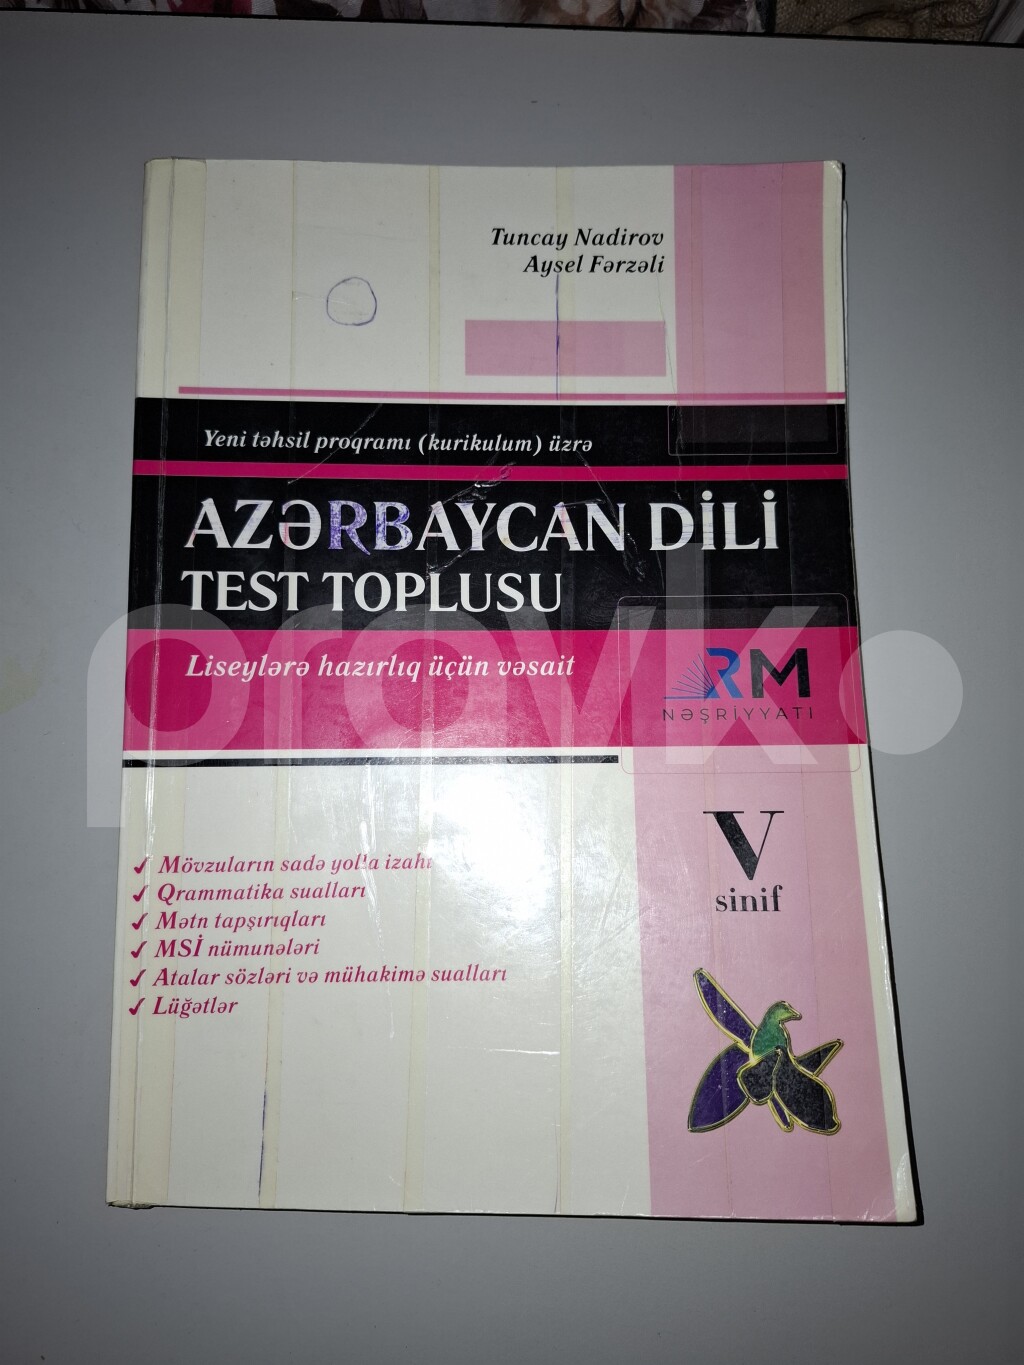 Tuncay Nadirov
Aysel Fərzəli
Yeni təhsil proqramı (kurikulum) üzrə
AZƏRBAYCAN DİLİ
TEST TOPLUSU
Liseylərə hazırlıq üçün vəsait
RM
NƏŞRİYYATI
V
sinif
✓ Mövzuların sadə yolla izahı
✓ Qrammatika sualları
✓ Mətn tapşırıqları
✓ MSİ nümunələri
✓ Atalar sözləri və mühakimə sualları
✓ Lüğətlər